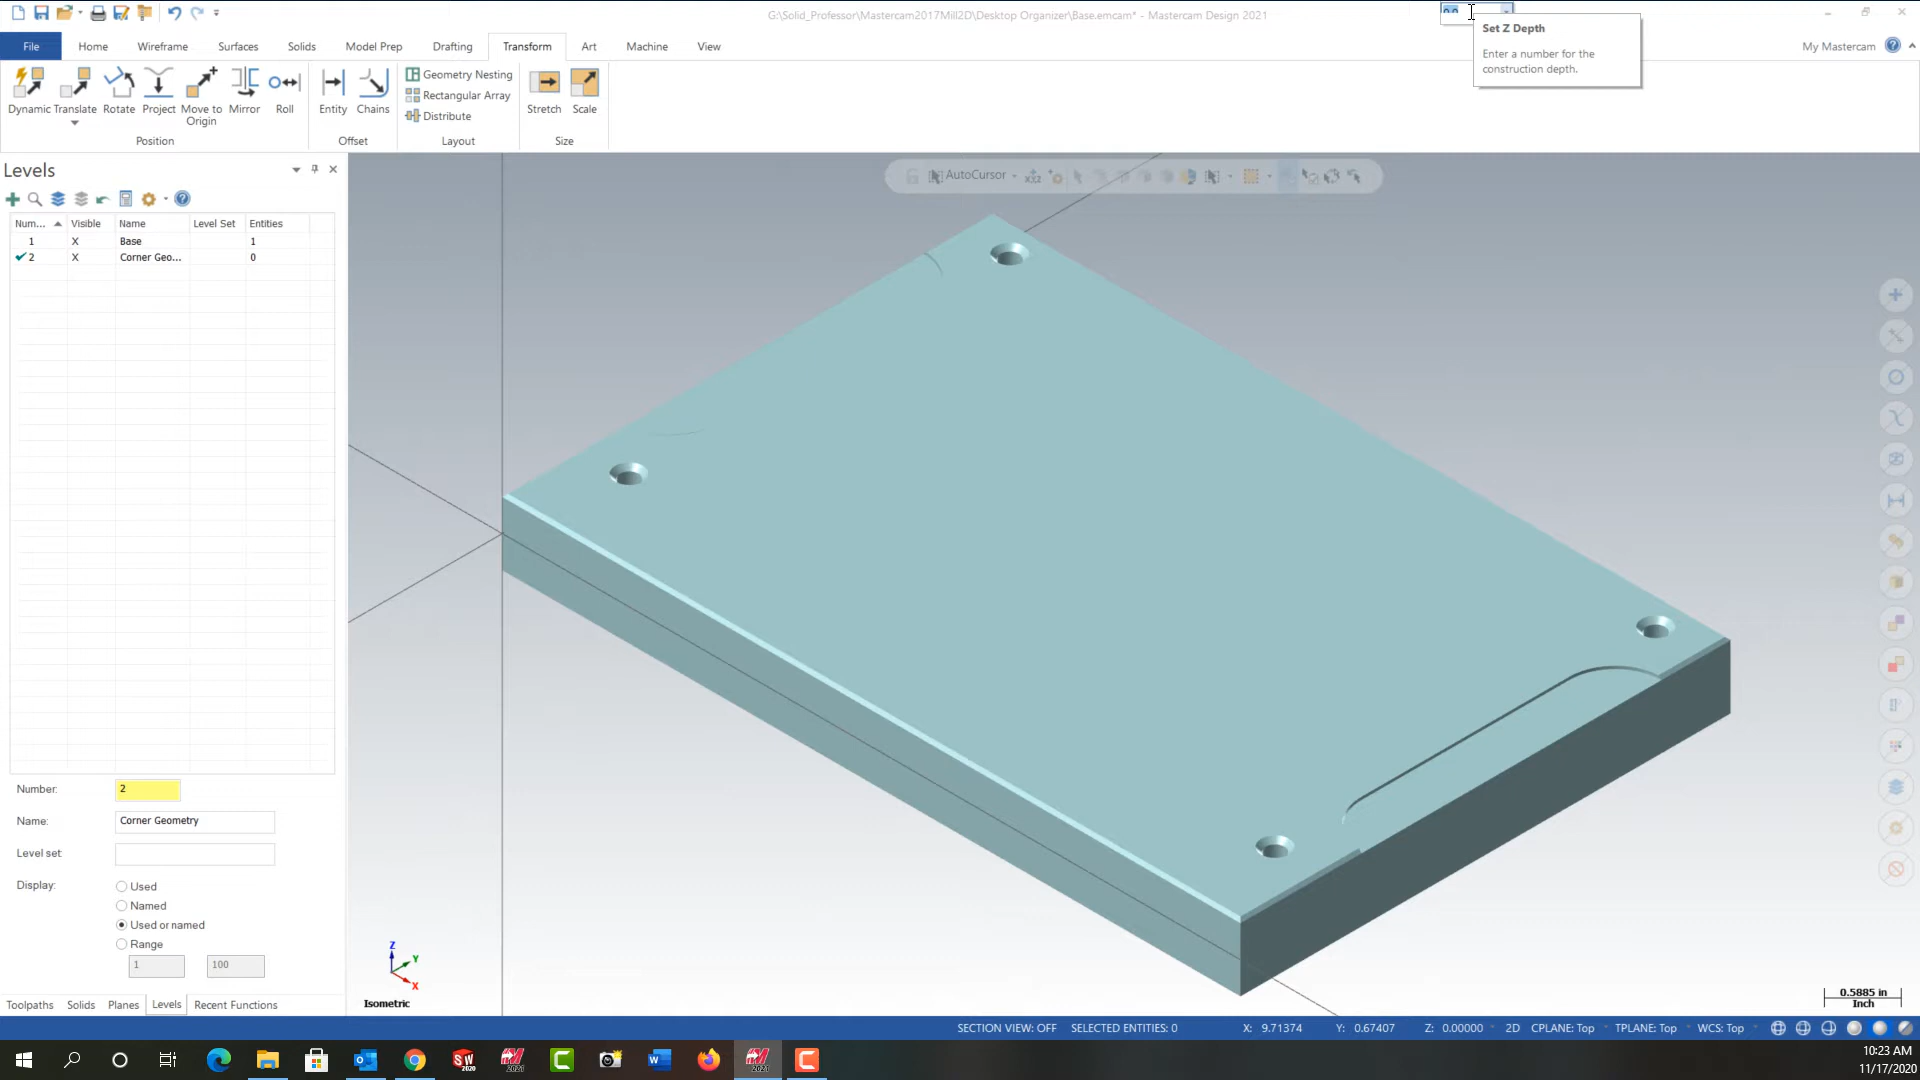 G:\Solid_Professor\Mastercam2017Mill2D\Desktop Organizer\Base.emcam* - Mastercam Design 2021
0.0
Set Z Depth
Enter a number for the
construction depth.
File
Home
Wireframe
Surfaces
Solids
Model Prep
Drafting
Transform
Art
Machine
View
My Mastercam
Dynamic
Translate
Rotate
Project
Move to
Origin
Mirror
Roll
Position
Entity
Chains
Offset
Geometry Nesting
Rectangular Array
Distribute
Layout
Stretch
Scale
Size
Levels
AutoCursor
Num...
Visible
Name
Level Set
Entities
1 X Base 1
2 X Corner Geo... 0
Number: 2
Name: Corner Geometry
Level set
Display:
Used
Named
Used or named
Range
1 100
Toolpaths
Solids
Planes
Levels
Recent Functions
Z
Y
X
Isometric
0.5885 in
Inch
SECTION VIEW: OFF SELECTED ENTITIES: 0 X: 9.71374 Y: 0.67407 Z: 0.00000 2D CPLANE: Top TPLANE: Top WCS: Top
10:23 AM
11/17/2020